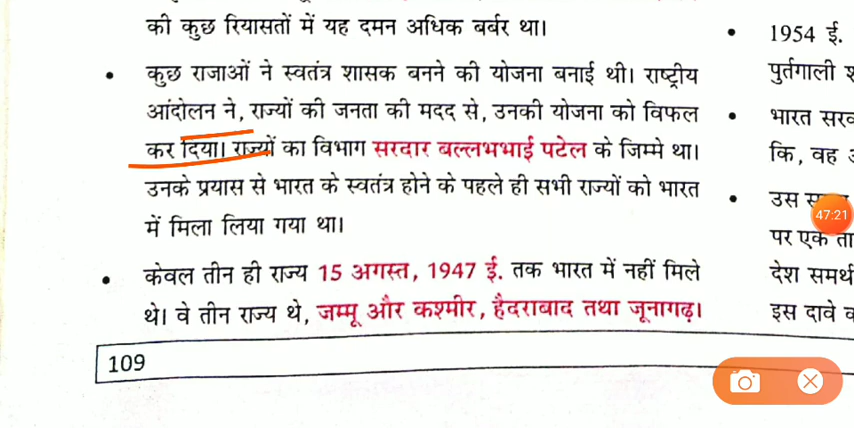 की कुछ रियासतों में यह दमन अधिक बर्बर था।
• कुछ राजाओं ने स्वतंत्र शासक बनने की योजना बनाई थी। राष्ट्रीय
आंदोलन ने, राज्यों की जनता की मदद से, उनकी योजना को विफल
कर दिया। राज्यों का विभाग सरदार बल्लभभाई पटेल के जिम्मे था।
उनके प्रयास से भारत के स्वतंत्र होने के पहले ही सभी राज्यों को भारत
में मिला लिया गया था।
• केवल तीन ही राज्य 15 अगस्त, 1947 ई. तक भारत में नहीं मिले
थे। वे तीन राज्य थे, जम्मू और कश्मीर, हैदराबाद तथा जूनागढ़।
109
• 1954 ई.
पुर्तगाली
• भारत
कि, वह
• उस
पर एक
देश समर्थ
इस दावे
47:21